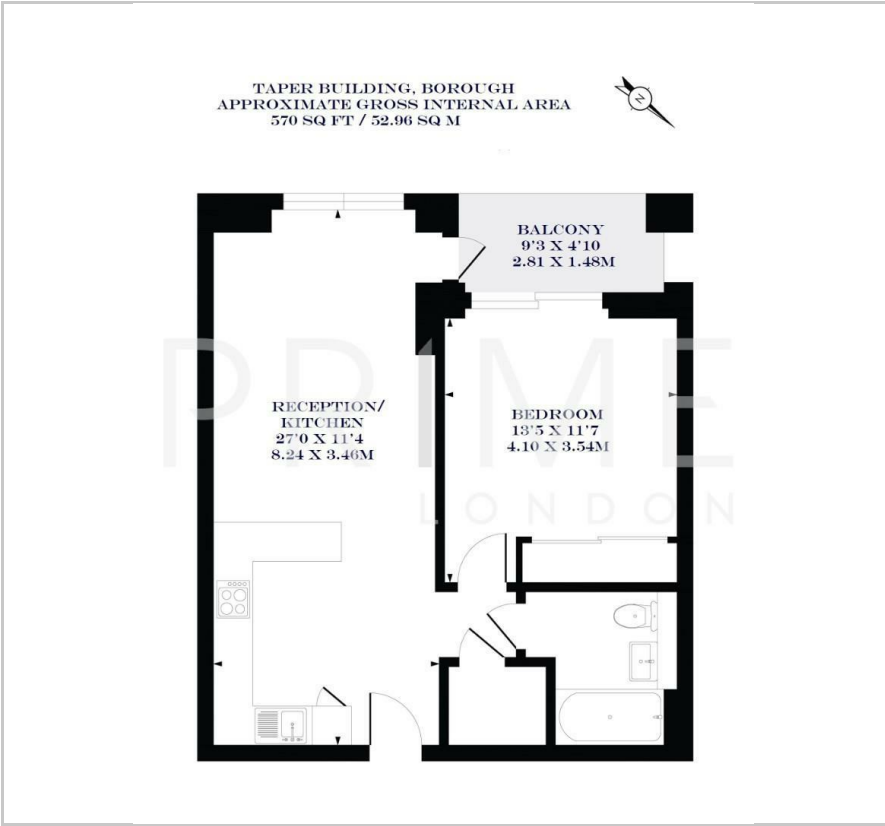 TAPER BUILDING, BOROUGH
APPROXIMATE GROSS INTERNAL AREA
570 SQ FT / 52.96 SQ M
N
BALCONY
9'3 X 4'10
2.81 X 1.48M
RECEPTION/
KITCHEN
27'0 X 11'4
8.24 X 3.46M
BEDROOM
13'5 X 11'7
4.10 X 3.54M
PRIME
LONDON